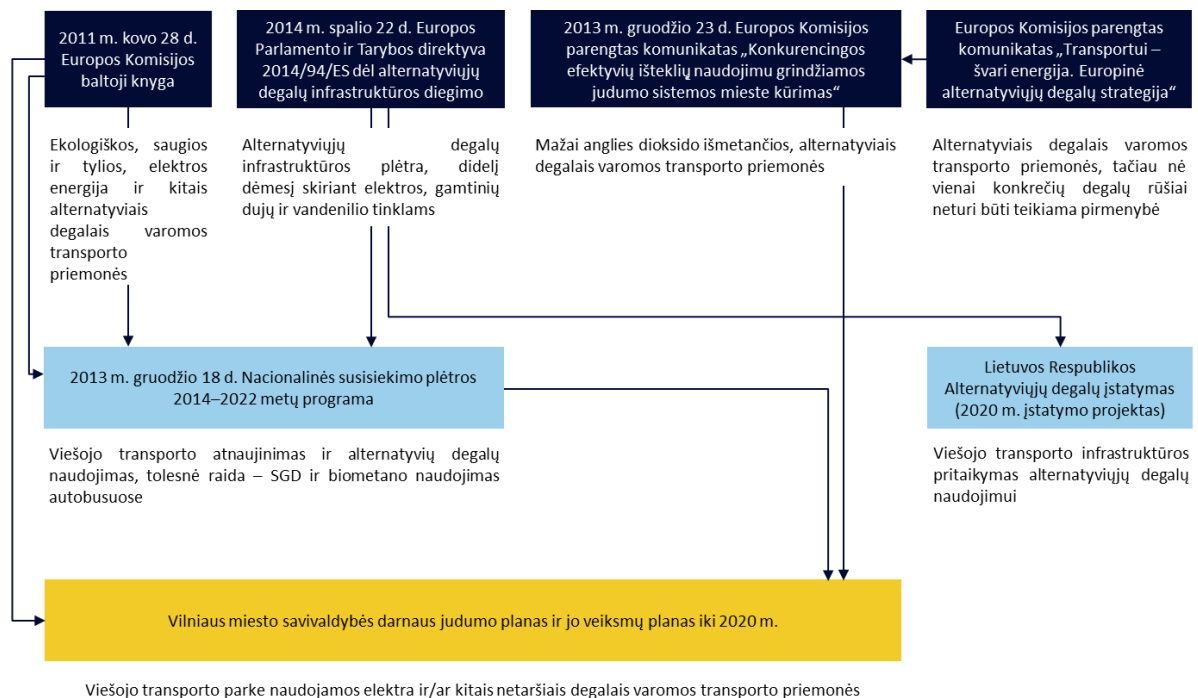 2011 m. kovo 28 d.
Europos Komisijos
baltoji knyga
2014 m. spalio 22 d. Europos
Parlamento ir Tarybos direktyva
2014/94/ES dėl alternatyviųjų
degalų infrastruktūros diegimo
2013 m. gruodžio 23 d. Europos Komisijos
parengtas komunikatas „Konkurencingos
efektyvių išteklių naudojimu grindžiamos
judumo sistemos mieste kūrimas“
Europos Komisijos parengtas
komunikatas „Transportui –
švari energija. Europinė
alternatyviųjų degalų strategija“
Ekologiškos, saugios
ir tylios, elektros
energija ir kitais
alternatyviais
degalais varomos
transporto
priemonės
Alternatyviųjų degalų
infrastruktūros plėtra, didelį
dėmesį skiriant elektros, gamtinių
dujų ir vandenilio tinklams
Mažai anglies dioksido išmetančios, alternatyviais
degalais varomos transporto priemonės
Alternatyviais degalais varomos
transporto priemonės, tačiau nė
vienai konkrečių degalų rūšiai
neturi būti teikiama pirmenybė
2013 m. gruodžio 18 d. Nacionalinės susisiekimo plėtros
2014–2022 metų programa
Lietuvos Respublikos
Alternatyviųjų degalų įstatymas
(2020 m. įstatymo projektas)
Viešojo transporto atnaujinimas ir alternatyvių degalų
naudojimas, tolesnė raida – SGD ir biometano naudojimas
autobusuose
Viešojo transporto infrastruktūros
pritaikymas alternatyviųjų degalų
naudojimui
Vilniaus miesto savivaldybės darnaus judumo planas ir jo veiksmų planas iki 2020 m.
Viešojo transporto parke naudojamos elektra ir/ar kitais netaršiais degalais varomos transporto priemonės